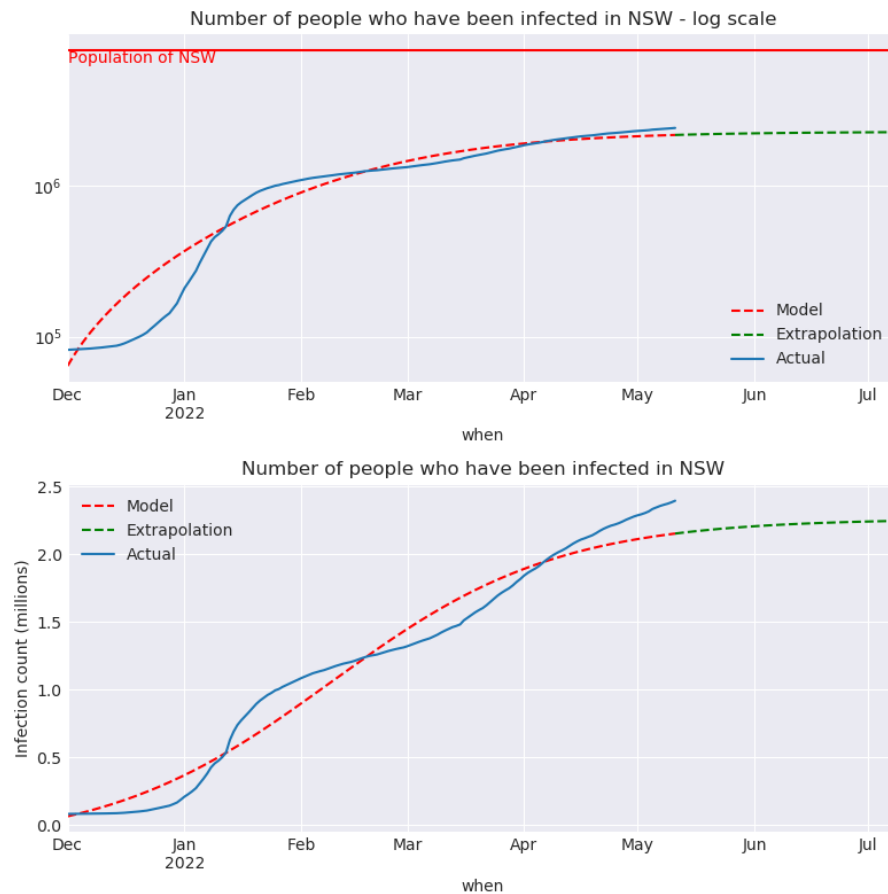 Number of people who have been infected in NSW - log scale
Population of NSW
10^6
10^5
Model
Extrapolation
Actual
Dec Jan Feb Mar Apr May Jun Jul
2022
when
Number of people who have been infected in NSW
2.5
2.0
1.5
1.0
0.5
0.0
Infection count (millions)
Model
Extrapolation
Actual
Dec Jan Feb Mar Apr May Jun Jul
2022
when